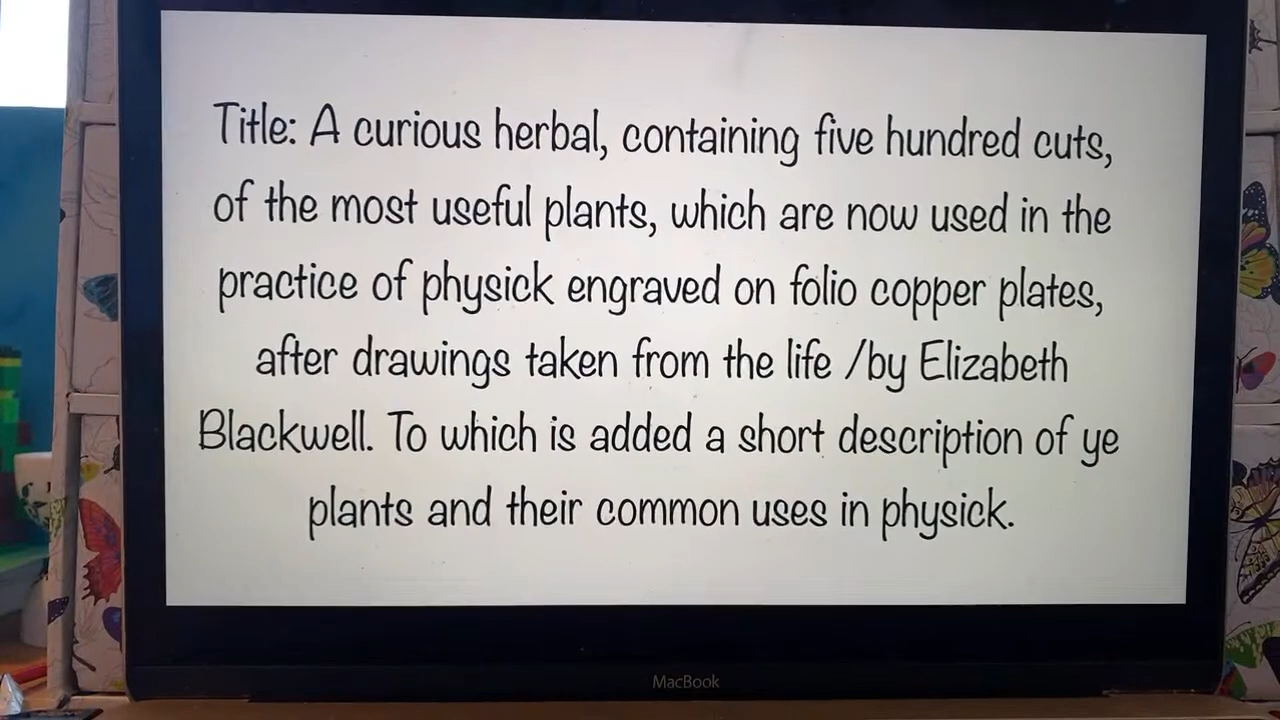 Title: A curious herbal, containing five hundred cuts,
of the most useful plants, which are now used in the
practice of physick engraved on folio copper plates,
after drawings taken from the life /by Elizabeth
Blackwell. To which is added a short description of ye
plants and their common uses in physick.
MacBook